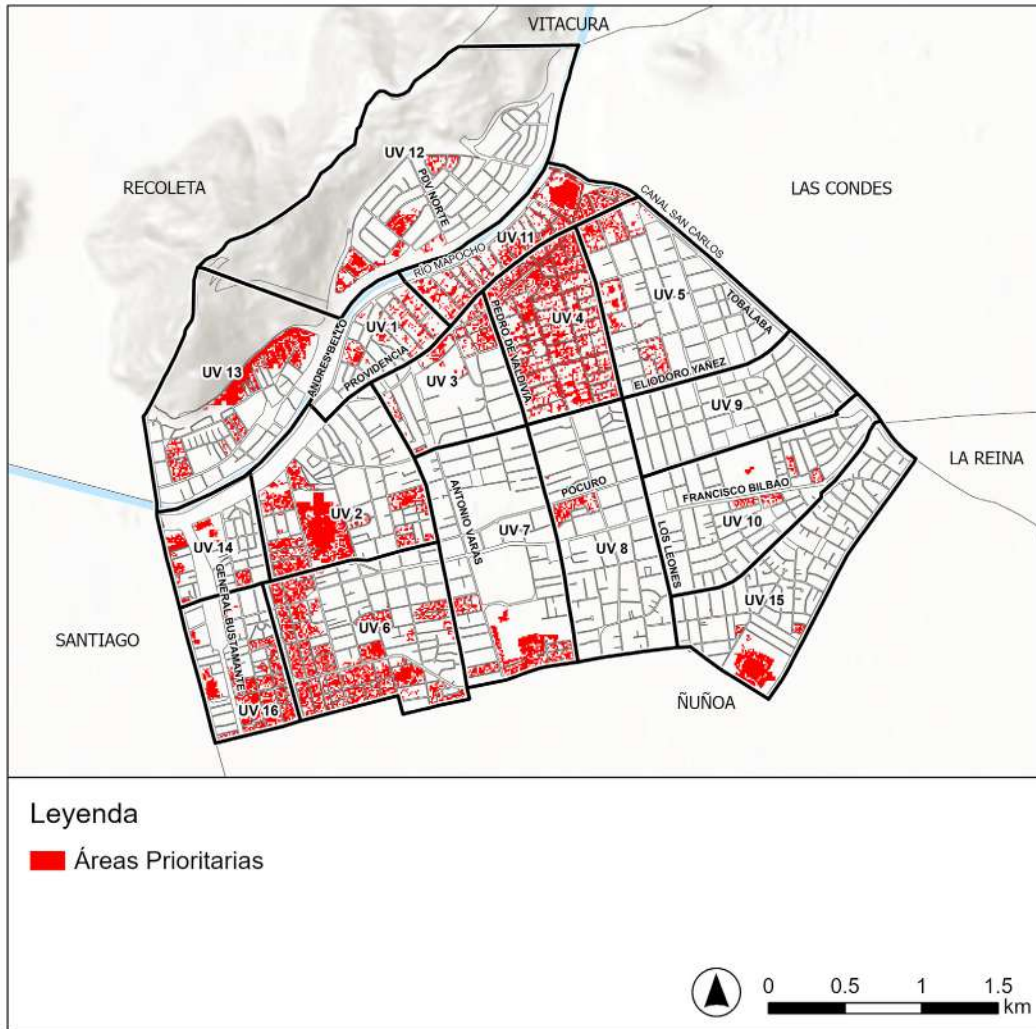 VITACURA
UV 12
PDV NORTE
RECOLETA
LAS CONDES
CANAL SAN CARLOS
UV 11
RÍO MAPOCHO
UV 5
TOBALABA
UV 1
ANDRES BELLO
PROVIDENCIA
PEDRO DE VALDIVIA
UV 4
UV 13
UV 3
ELIODORO YAÑEZ
UV 9
LA REINA
POCURO
FRANCISCO BILBAO
ANTONIO VARAS
UV 2
UV 7
UV 10
UV 14
UV 8
LOS LEONES
GENERAL BUSTAMANTE
UV 15
SANTIAGO
UV 6
ÑUÑOA
UV 16
Leyenda
Áreas Prioritarias
0 0.5 1 1.5
km